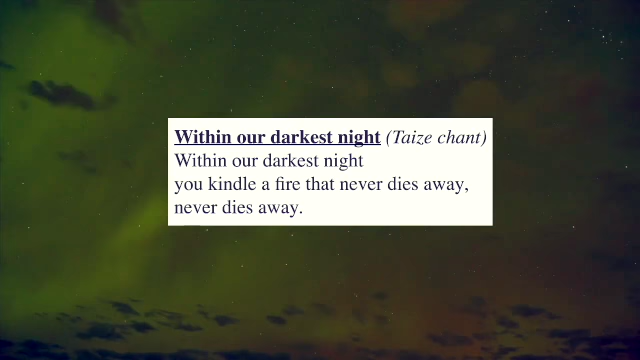 Within our darkest night (Taize chant)
Within our darkest night
you kindle a fire that never dies away,
never dies away.